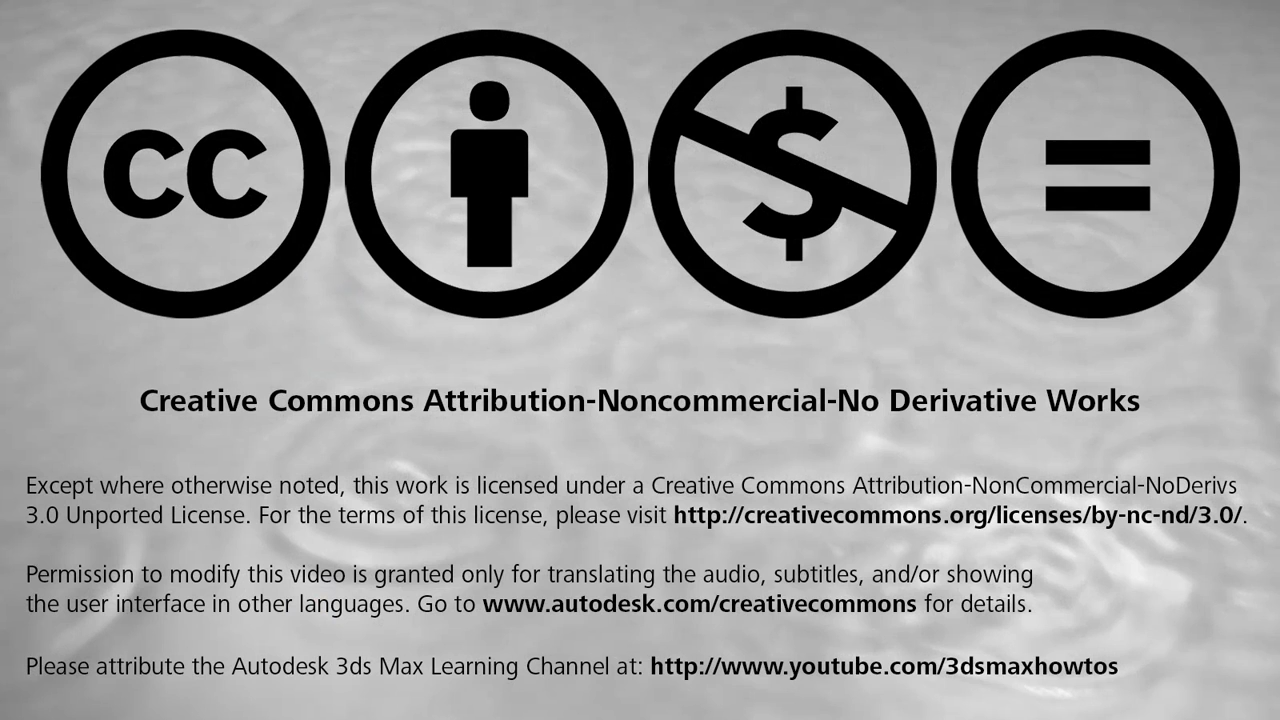 cc
$
=
Creative Commons Attribution-Noncommercial-No Derivative Works
Except where otherwise noted, this work is licensed under a Creative Commons Attribution-NonCommercial-NoDerivs
3.0 Unported License. For the terms of this license, please visit http://creativecommons.org/licenses/by-nc-nd/3.0/.
Permission to modify this video is granted only for translating the audio, subtitles, and/or showing
the user interface in other languages. Go to www.autodesk.com/creativecommons for details.
Please attribute the Autodesk 3ds Max Learning Channel at: http://www.youtube.com/3dsmaxhowtos